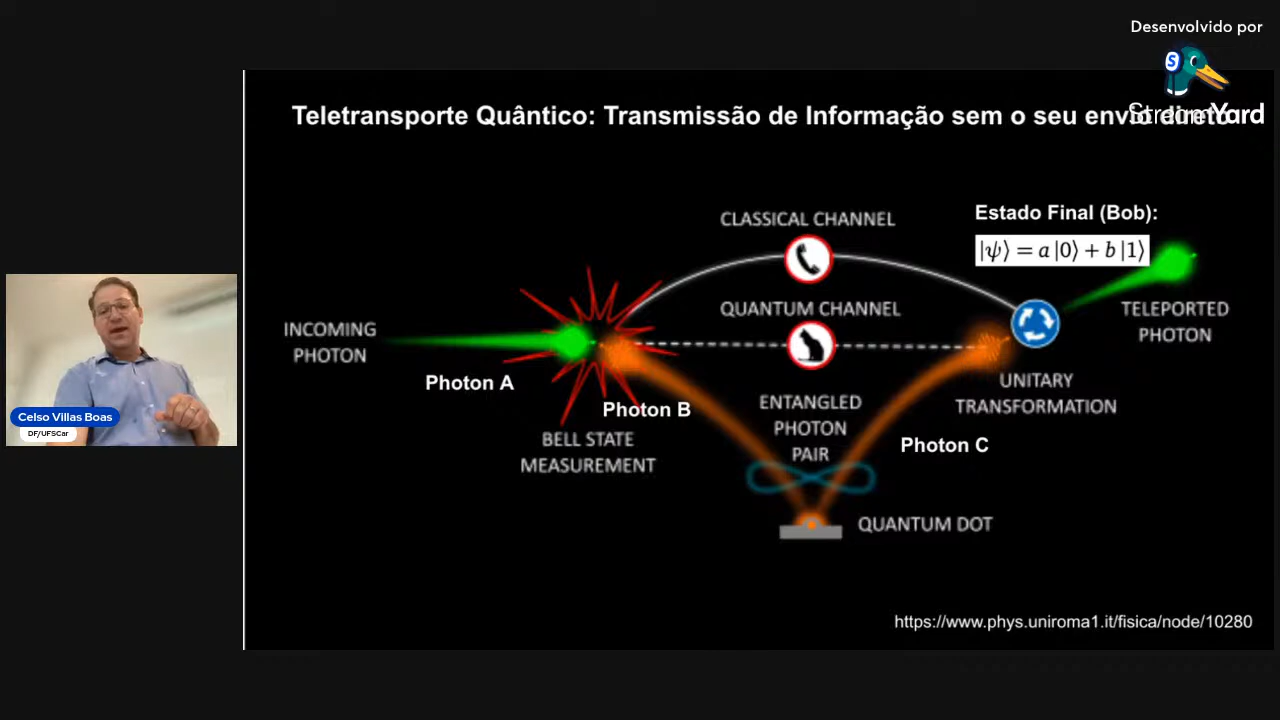 Desenvolvido por
StreamYard
Teletransporte Quântico: Transmissão de Informação sem o seu envio direto
CLASSICAL CHANNEL
Estado Final (Bob):
|ψ⟩ = a |0⟩ + b |1⟩
QUANTUM CHANNEL
TELEPORTED
PHOTON
INCOMING
PHOTON
Photon A
Photon B
BELL STATE
MEASUREMENT
ENTANGLED
PHOTON
PAIR
UNITARY
TRANSFORMATION
Photon C
QUANTUM DOT
Celso Villas Boas
DF/UFSCar
https://www.phys.uniroma1.it/fisica/node/10280